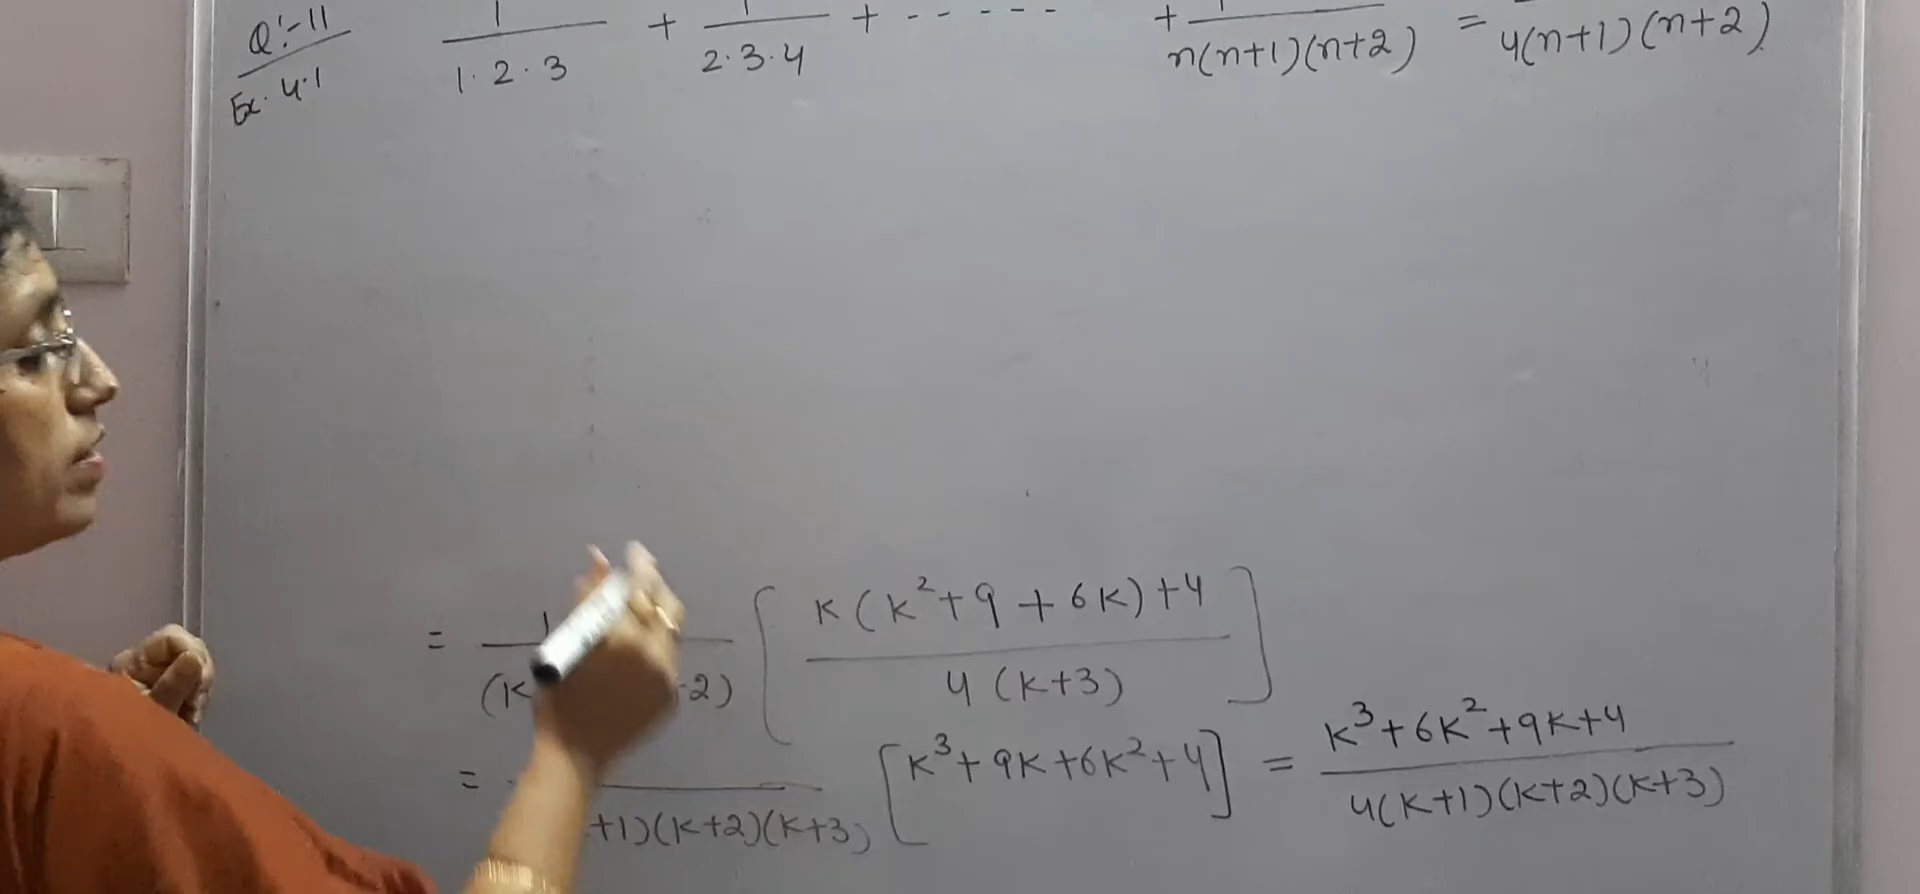 Q:-11 1/(1·2·3) + 1/(2·3·4) + ------ + 1/(n(n+1)(n+2)) = /(4(n+1)(n+2))
Ex. 4.1
= 1/((K 2) [ (K(K²+9+6K)+4)/(4(K+3)) ]
= /(+1)(K+2)(K+3) [K³+9K+6K²+4] = (K³+6K²+9K+4)/(4(K+1)(K+2)(K+3))